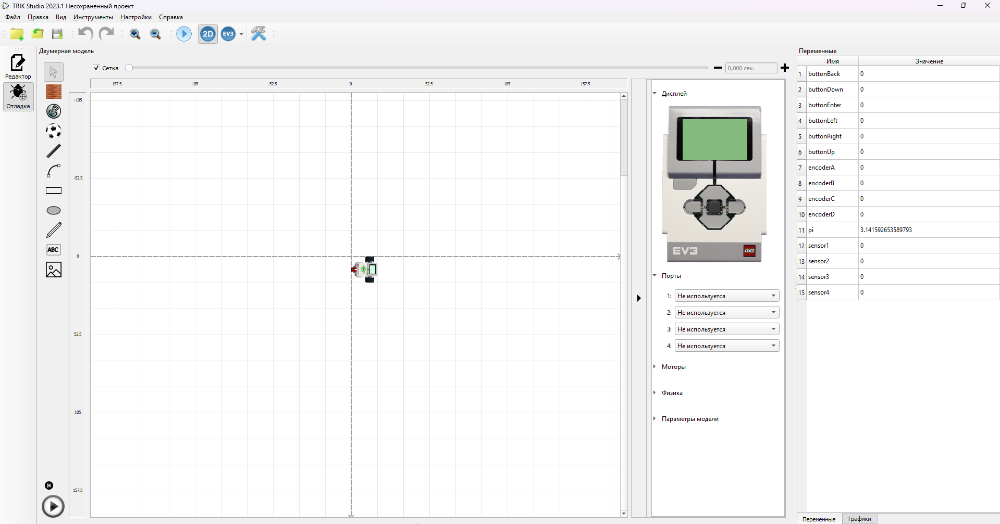 TRIK Studio 2023.1 Несохраненный проект
Файл Правка Вид Инструменты Настройки Справка
2D EV3
Редактор
Отладка
Двумерная модель
Сетка
0,000 сек.
-157.5 -105 -52.5 0 52.5 105 157.5
-105
-52.5
0
52.5
105
157.5
ABC
Дисплей
EV3 LEGO
Порты
1: Не используется
2: Не используется
3: Не используется
4: Не используется
Моторы
Физика
Параметры модели
Переменные
Имя Значение
1 buttonBack 0
2 buttonDown 0
3 buttonEnter 0
4 buttonLeft 0
5 buttonRight 0
6 buttonUp 0
7 encoderA 0
8 encoderB 0
9 encoderC 0
10 encoderD 0
11 pi 3.141592653589793
12 sensor1 0
13 sensor2 0
14 sensor3 0
15 sensor4 0
Переменные Графики